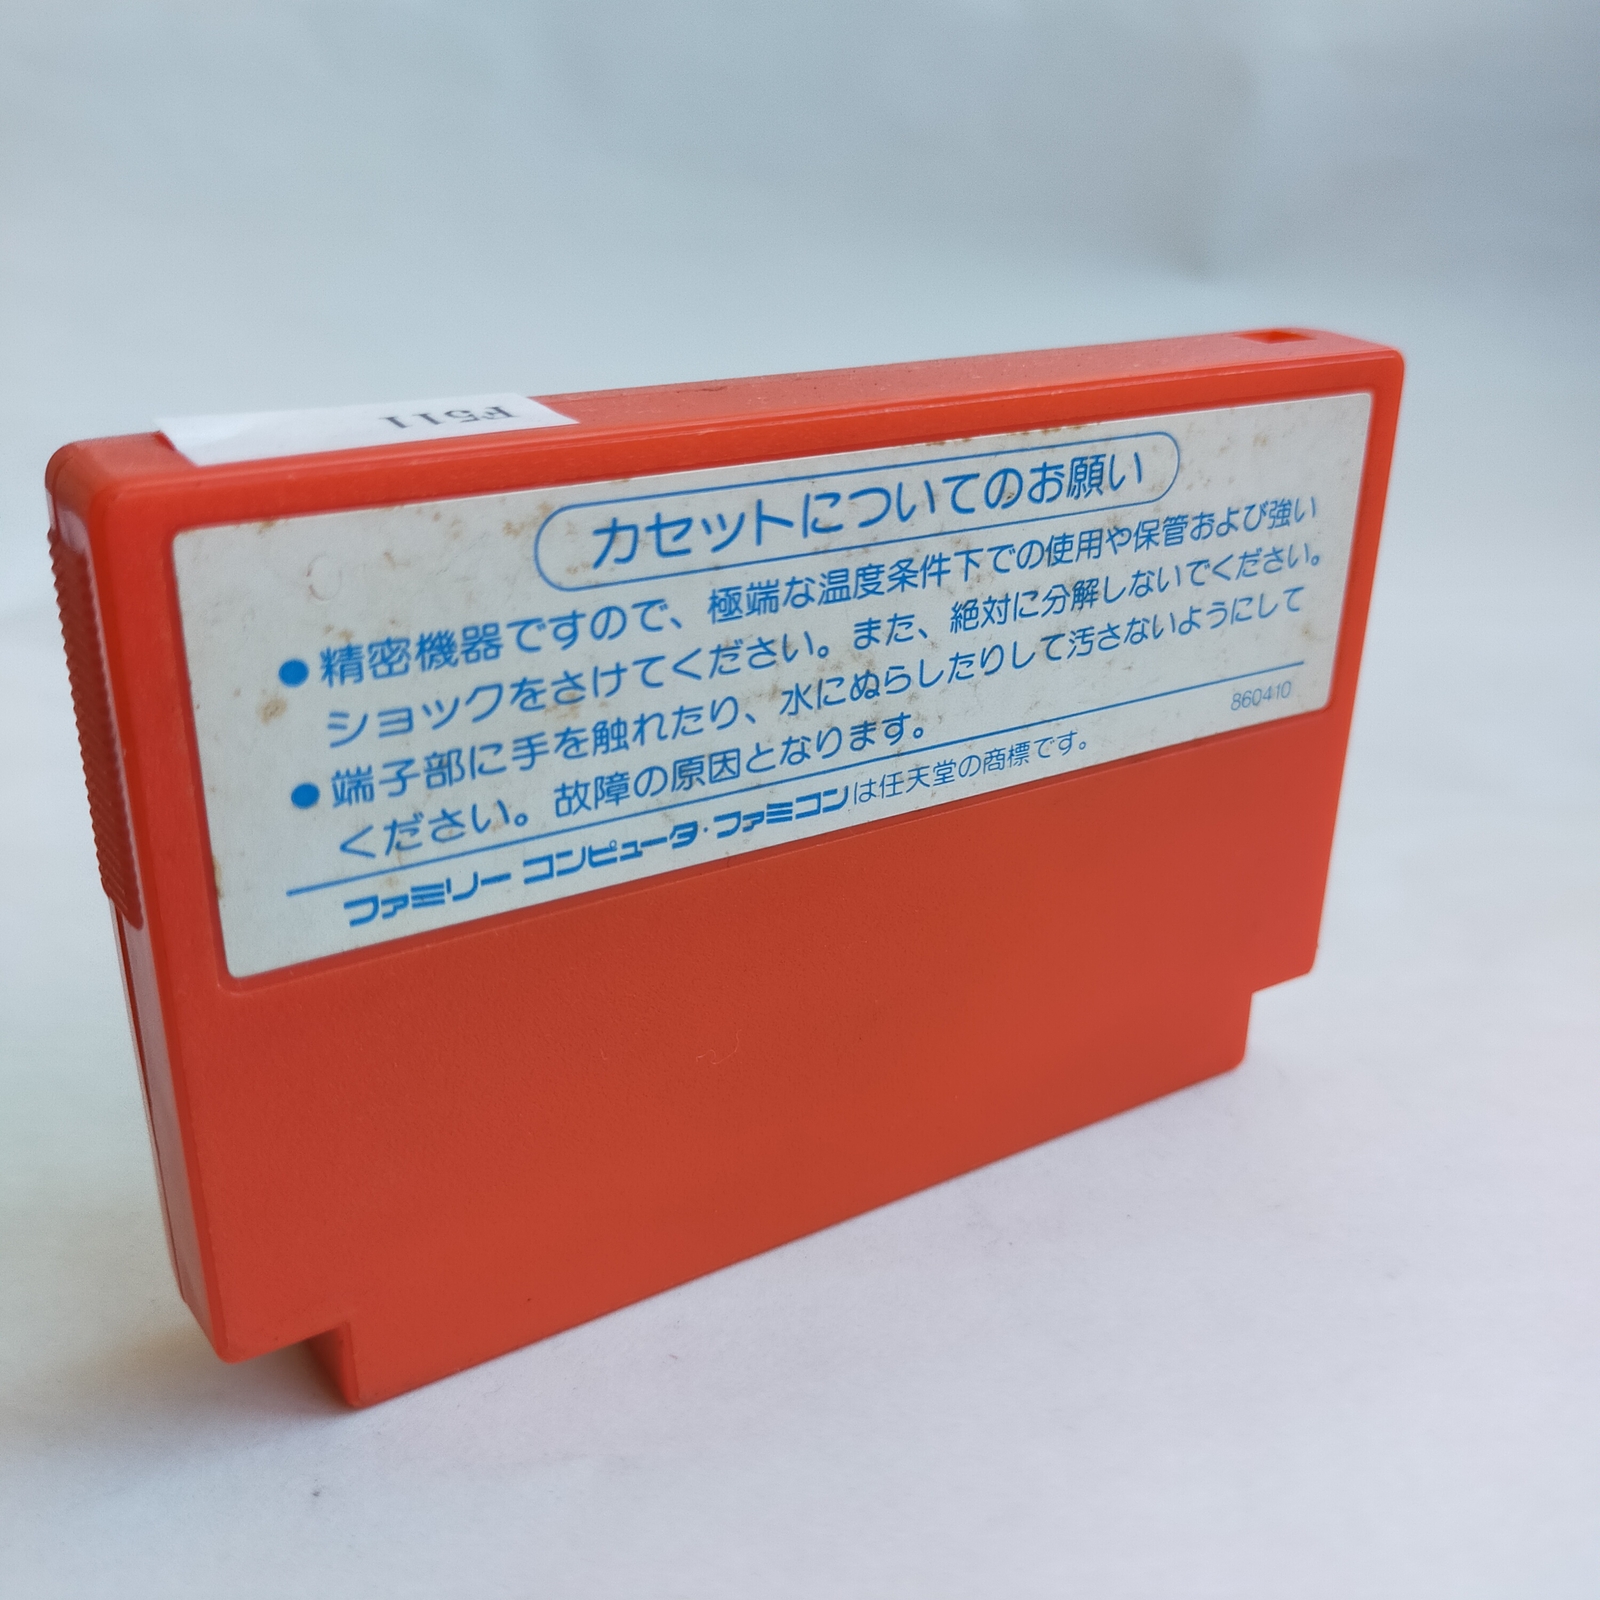 F511
カセットについてのお願い
●精密機器ですので、極端な温度条件下での使用や保管および強い
ショックをさけてください。また、絶対に分解しないでください。
●端子部に手を触れたり、水にぬらしたりして汚さないようにして
ください。故障の原因となります。
860410
ファミリー コンピュータ・ファミコンは任天堂の商標です。